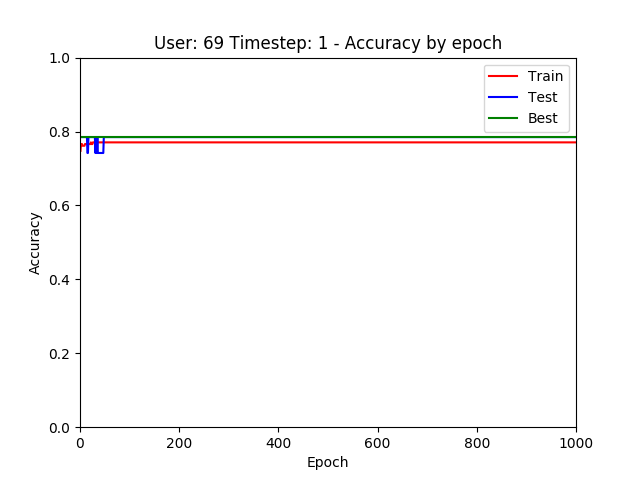 User: 69 Timestep: 1 - Accuracy by epoch
Train
Test
Best
1.0
0.8
0.6
0.4
0.2
0.0
Accuracy
0 200 400 600 800 1000
Epoch